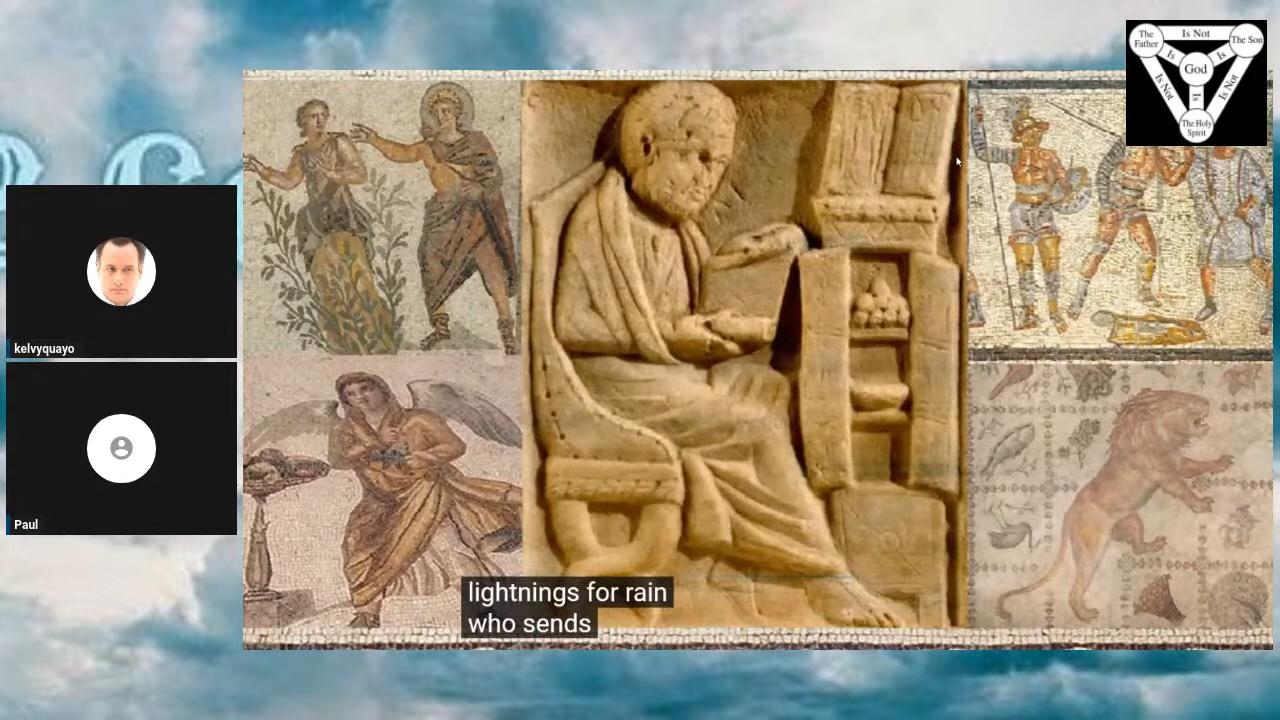 The
Father
Is Not
The Son
Is
Is
God
Is Not
Is
Is Not
The Holy
Spirit
kelvyquayo
Paul
lightnings for rain
who sends